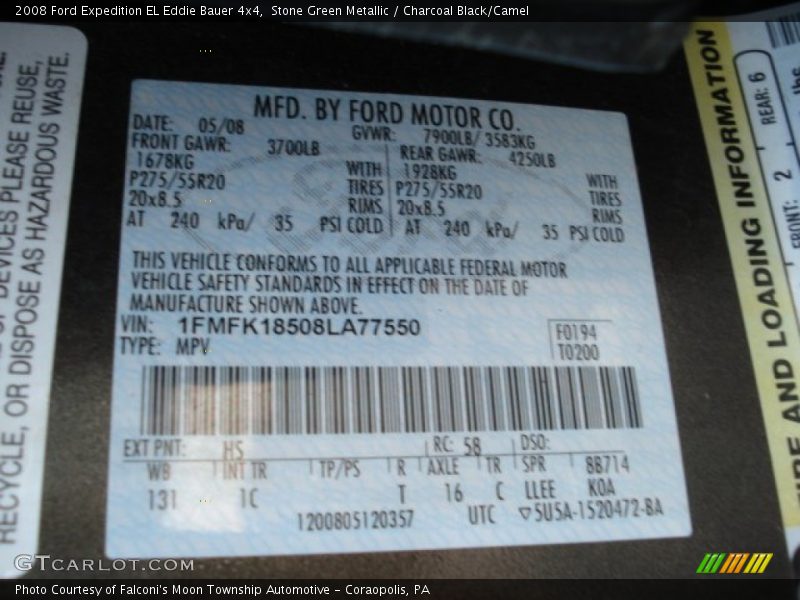 2008 Ford Expedition EL Eddie Bauer 4x4,  Stone Green Metallic / Charcoal Black/Camel
DEVICES PLEASE REUSE,
RECYCLE, OR DISPOSE AS HAZARDOUS WASTE.
MFD. BY FORD MOTOR CO.
DATE: 05/08 GVWR: 7900LB/ 3583KG
FRONT GAWR: 3700LB REAR GAWR: 4250LB
1678KG WITH 1928KG WITH
P275/55R20 TIRES P275/55R20 TIRES
20x8.5 RIMS 20x8.5 RIMS
AT 240 kPa/ 35 PSI COLD AT 240 kPa/ 35 PSI COLD
THIS VEHICLE CONFORMS TO ALL APPLICABLE FEDERAL MOTOR
VEHICLE SAFETY STANDARDS IN EFFECT ON THE DATE OF
MANUFACTURE SHOWN ABOVE.
VIN: 1FMFK18508LA77550 F0194
TYPE: MPV T0200
EXT PNT: HS RC: 58 DSO:
WB INT TR TP/PS R AXLE TR SPR 8B714
131 1C T 16 C LLEE KOA
1200805120357 UTC ▽5U5A-1520472-BA
AND LOADING INFORMATION
FRONT: 2 REAR: 6
the
GTCARLOT.COM
Photo Courtesy of Falconi's Moon Township Automotive - Coraopolis, PA